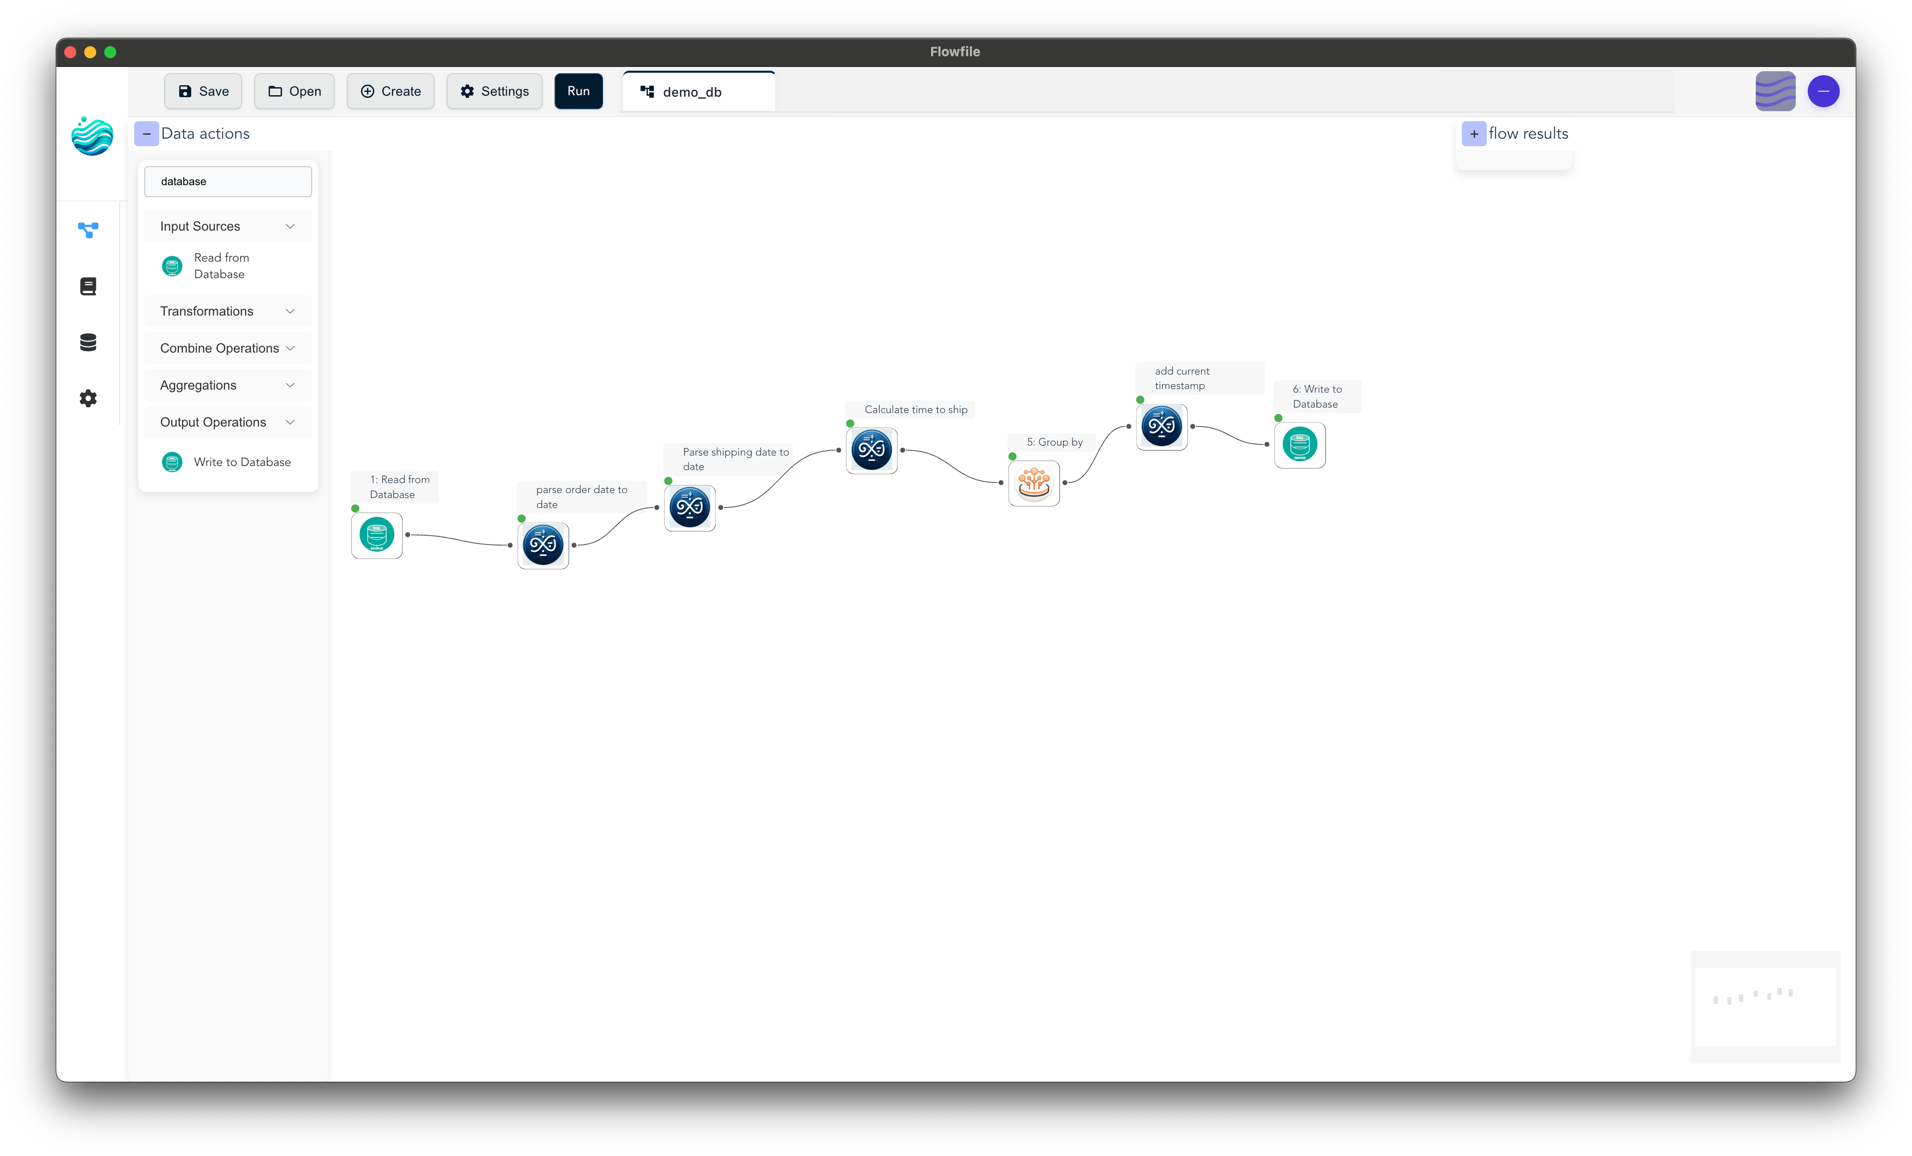 Flowfile
Save
Open
Create
Settings
Run
demo_db
− Data actions
+ flow results
database
Input Sources
Read from
Database
Transformations
Combine Operations
Aggregations
Output Operations
Write to Database
1: Read from
Database
parse order date to
date
Parse shipping date to
date
Calculate time to ship
5: Group by
add current
timestamp
6: Write to
Database